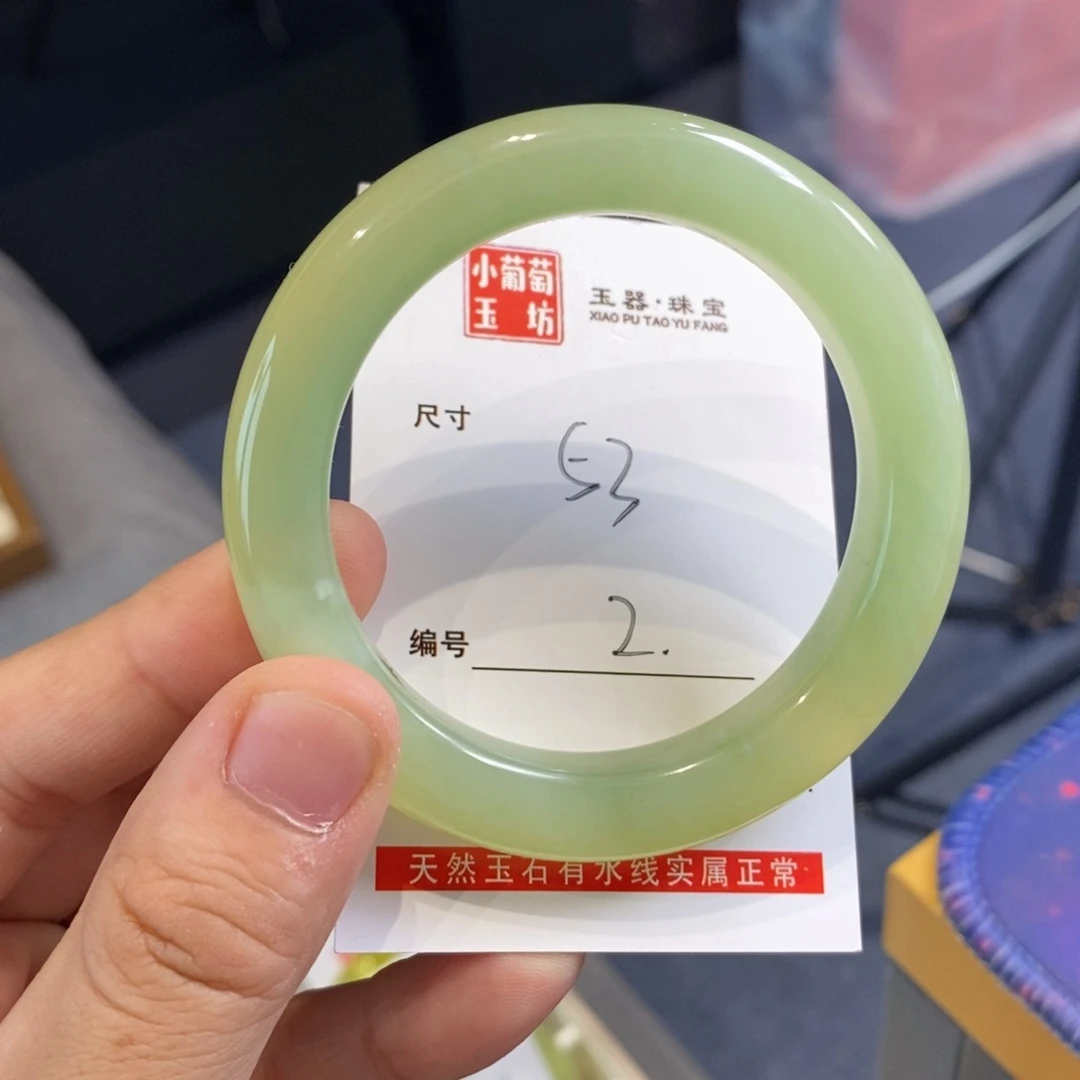 小葡萄
玉坊
玉器·珠宝
XIAO PU TAO YU FANG
尺寸 53
编号 2.
天然玉石有水线实属正常